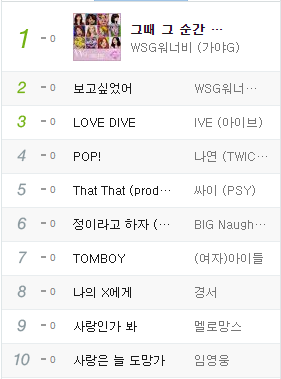 1 - 0 그때 그 순간 …
WSG워너비 (가야G)
2 - 0 보고싶었어 WSG워너…
3 - 0 LOVE DIVE IVE (아이브)
4 - 0 POP! 나연 (TWIC…
5 - 0 That That (prod… 싸이 (PSY)
6 - 0 정이라고 하자 (… BIG Naugh…
7 - 0 TOMBOY (여자)아이들
8 - 0 나의 X에게 경서
9 - 0 사랑인가 봐 멜로망스
10 - 0 사랑은 늘 도망가 임영웅